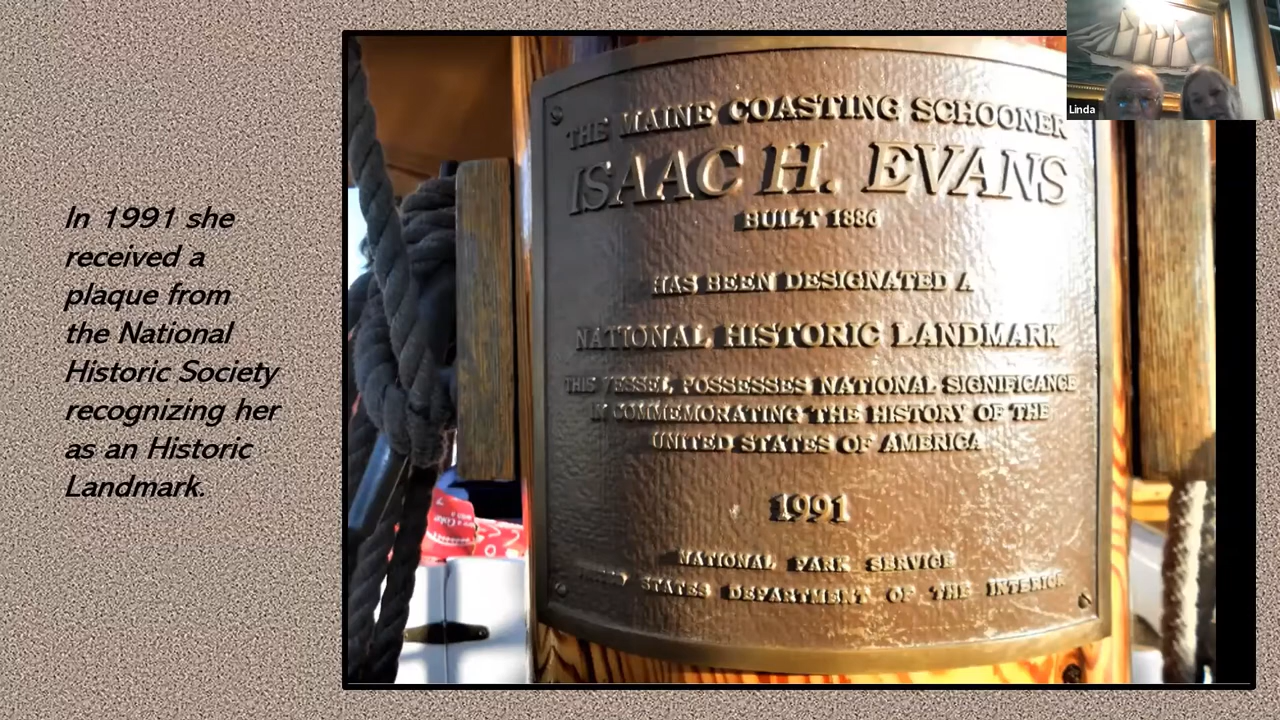 In 1991 she
received a
plaque from
the National
Historic Society
recognizing her
as an Historic
Landmark.
THE MAINE COASTING SCHOONER
ISAAC H. EVANS
BUILT 1886
HAS BEEN DESIGNATED A
NATIONAL HISTORIC LANDMARK
THIS VESSEL POSSESSES NATIONAL SIGNIFICANCE
IN COMMEMORATING THE HISTORY OF THE
UNITED STATES OF AMERICA
1991
NATIONAL PARK SERVICE
UNITED STATES DEPARTMENT OF THE INTERIOR
Linda